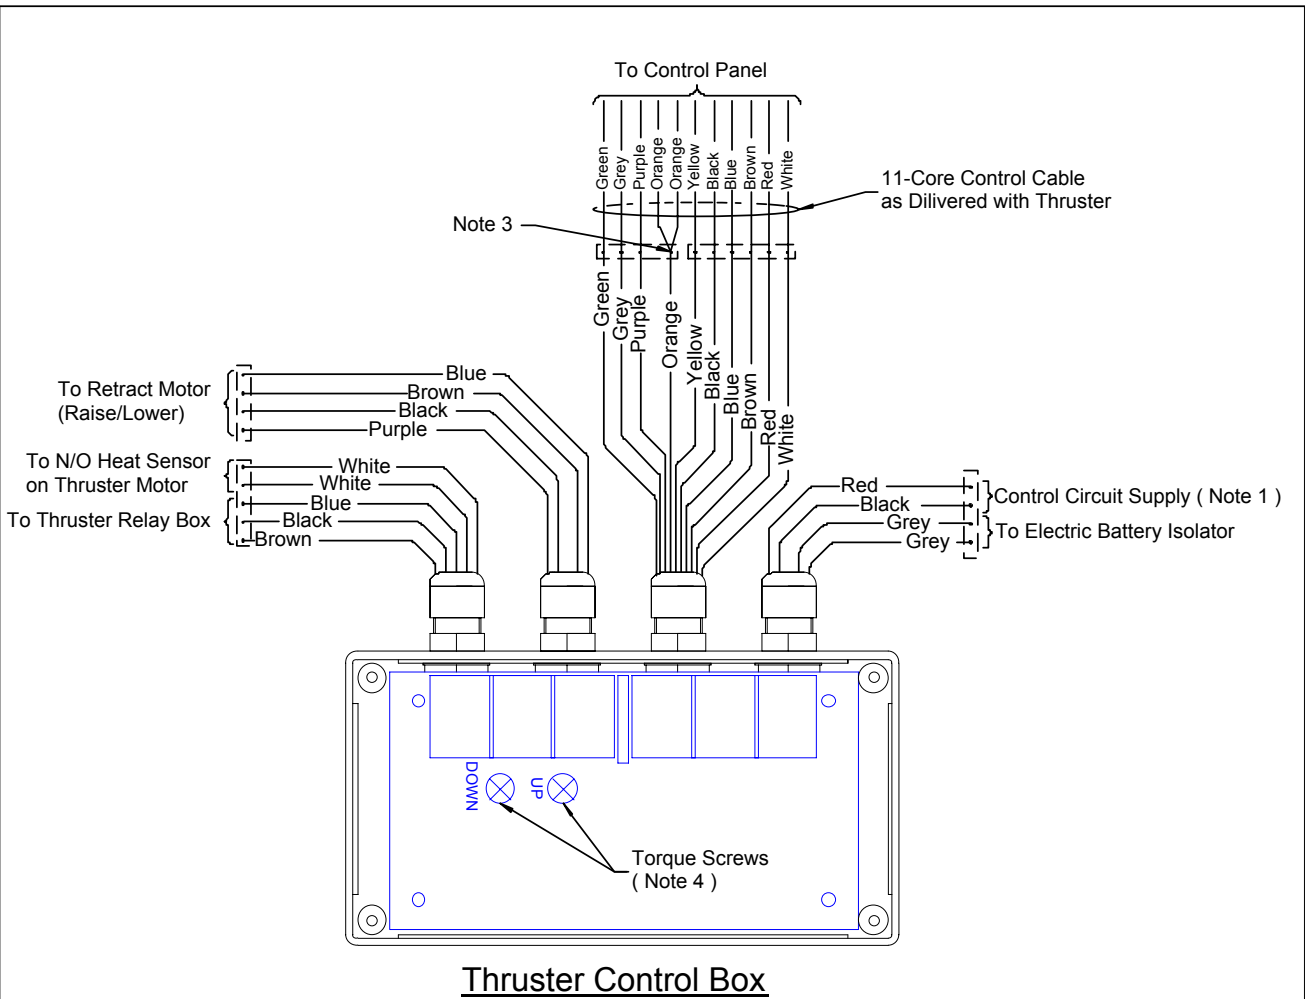 To Control Panel
Green
Grey
Purple
Orange
Orange
Yellow
Black
Blue
Brown
Red
White
11-Core Control Cable
as Dilivered with Thruster
Note 3
Green
Grey
Purple
Orange
Yellow
Black
Blue
Brown
Red
White
To Retract Motor
(Raise/Lower)
Blue
Brown
Black
Purple
To N/O Heat Sensor
on Thruster Motor
White
White
To Thruster Relay Box
Blue
Black
Brown
Red
Black
Grey
Grey
Control Circuit Supply ( Note 1 )
To Electric Battery Isolator
DOWN
UP
Torque Screws
( Note 4 )
Thruster Control Box